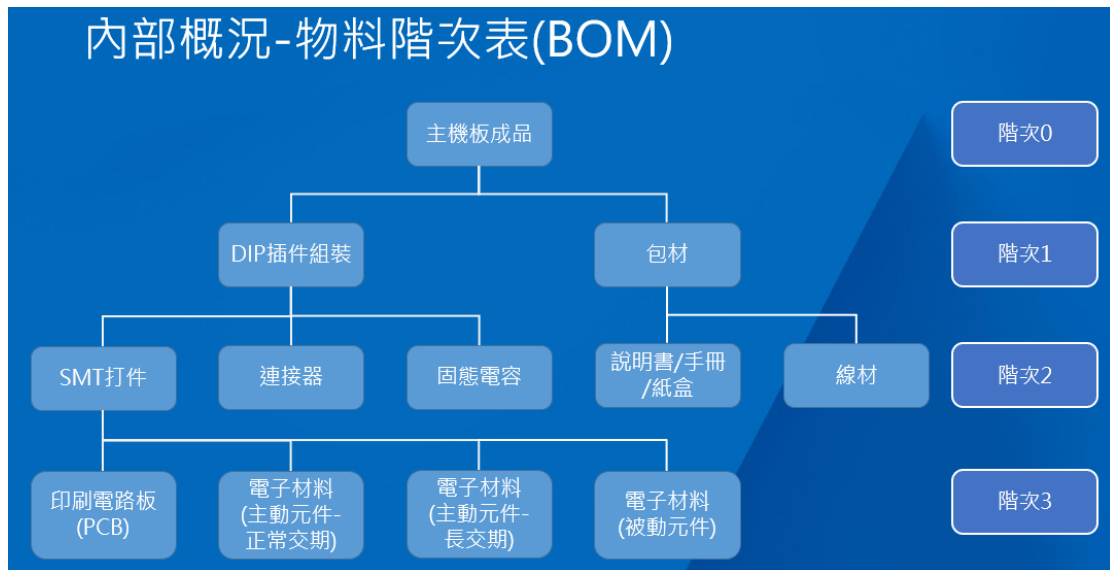 內部概況-物料階次表(BOM)
主機板成品
階次0
DIP插件組裝
包材
階次1
SMT打件
連接器
固態電容
說明書/手冊
/紙盒
線材
階次2
印刷電路板
(PCB)
電子材料
(主動元件-
正常交期)
電子材料
(主動元件-
長交期)
電子材料
(被動元件)
階次3